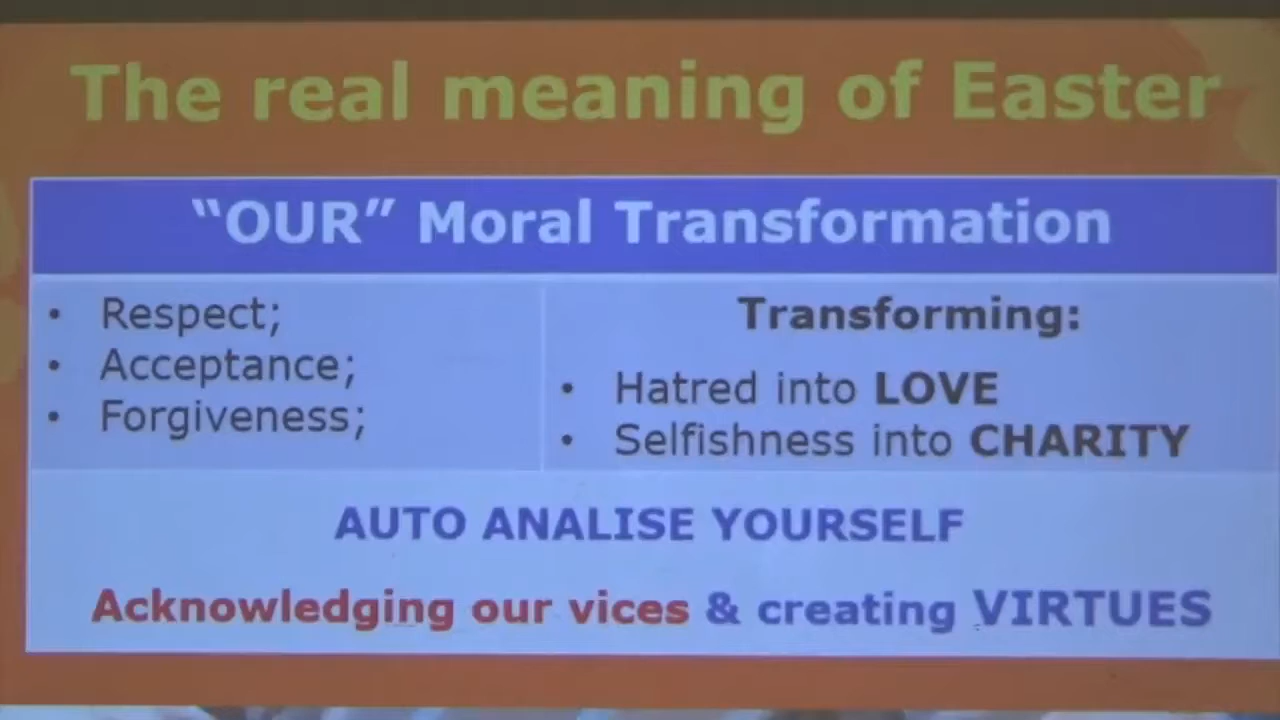 The real meaning of Easter
“OUR” Moral Transformation
• Respect;
• Acceptance;
• Forgiveness;
Transforming:
• Hatred into LOVE
• Selfishness into CHARITY
AUTO ANALISE YOURSELF
Acknowledging our vices & creating VIRTUES